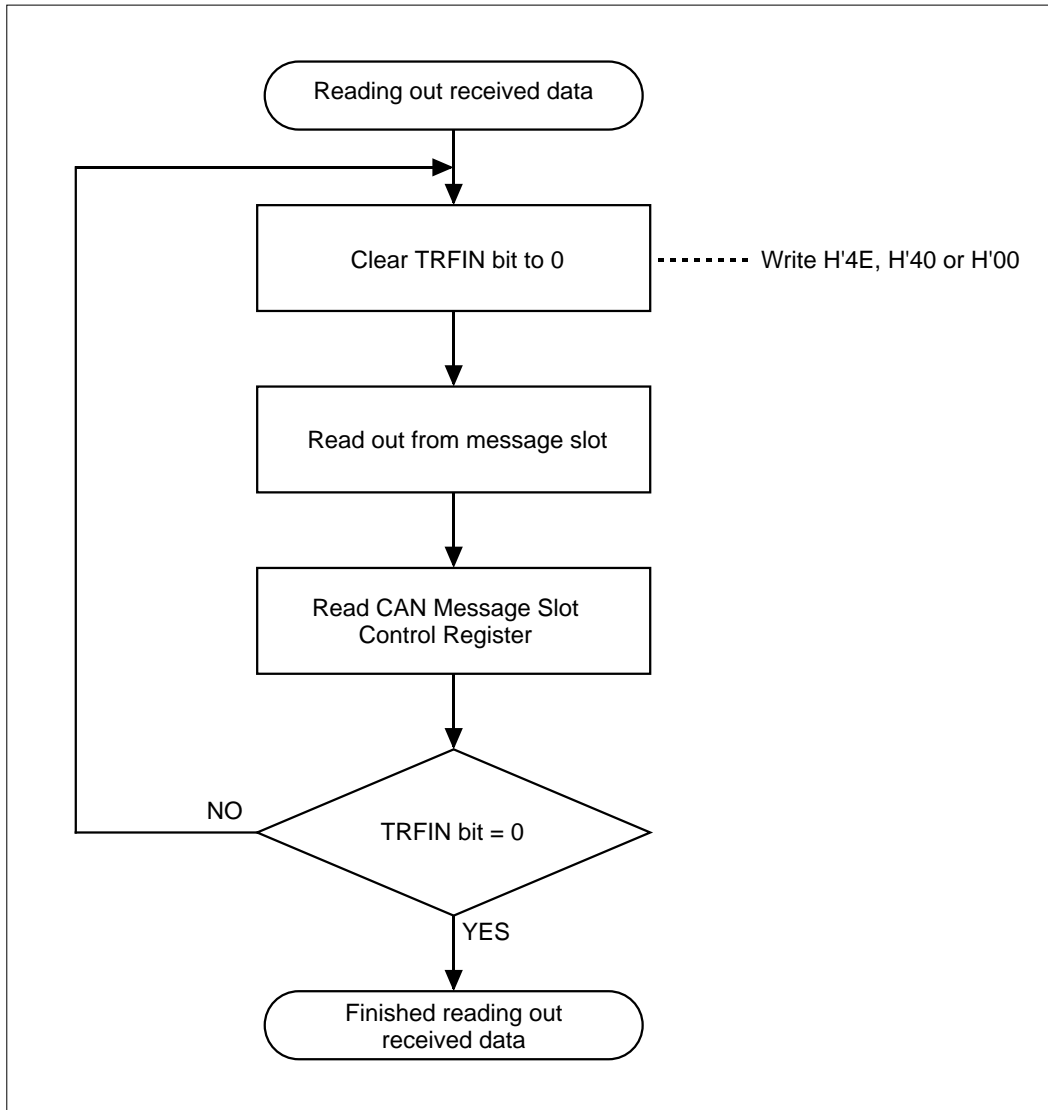 Reading out received data
Clear TRFIN bit to 0
Write H'4E, H'40 or H'00
Read out from message slot
Read CAN Message Slot
Control Register
NO
TRFIN bit = 0
YES
Finished reading out
received data